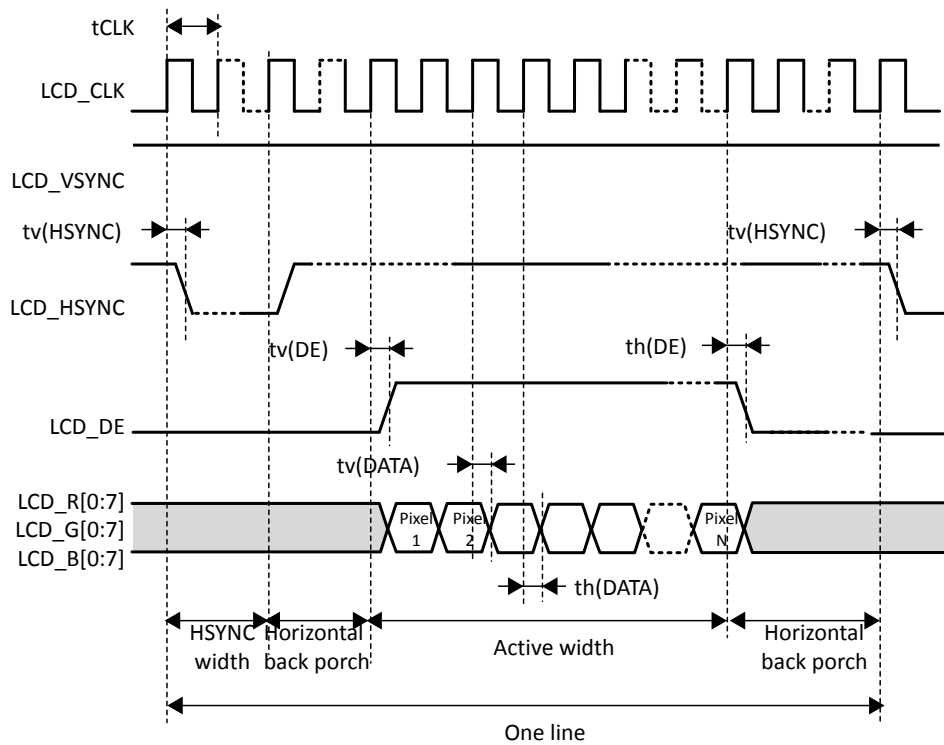 tCLK
LCD_CLK
LCD_VSYNC
tv(HSYNC)
tv(HSYNC)
LCD_HSYNC
tv(DE)
th(DE)
LCD_DE
tv(DATA)
LCD_R[0:7]
LCD_G[0:7]
LCD_B[0:7]
Pixel
1
Pixel
2
Pixel
N
th(DATA)
HSYNC
width
Horizontal
back porch
Active width
Horizontal
back porch
One line